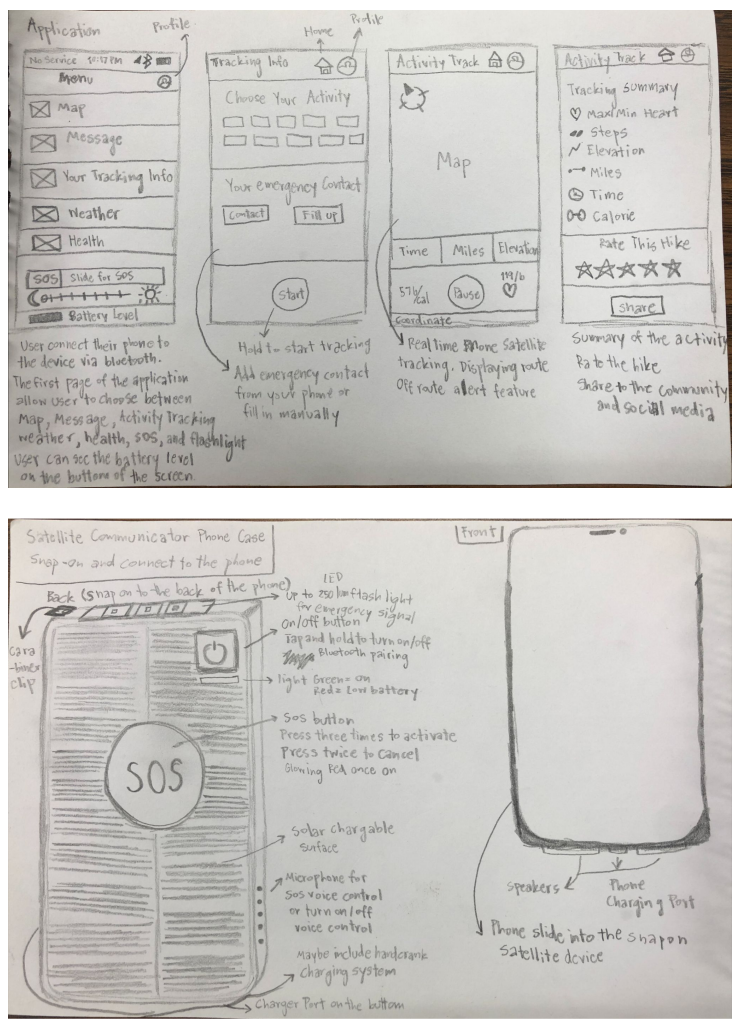 Application
Profile
Home
Profile
No Service 10:17 PM
Menu
Map
Message
Your Tracking Info
Weather
Health
SOS Slide for SOS
Battery Level
User connect their phone to
the device via bluetooth.
The first page of the application
allow user to choose between
Map, Message, Activity Tracking
weather, health, SOS, and flashlight
User can see the battery level
on the buttom of the screen
Tracking Info
Choose Your Activity
Your emergency Contact
Contact
Fill up
Start
Hold to start tracking
Add emergency contact
from your phone or
fill in manually
Activity Track
Map
Time Miles Elevation
Cal
Pause
Coordinate
Real time Phone Satellite
tracking. Displaying route
Off route alert feature
Activity Track
Tracking Summary
Max/Min Heart
Steps
Elevation
Miles
Time
Calorie
Rate This Hike
Share
Summary of the activity
Rate the hike
Share to the community
and social media
Satellite Communicator Phone Case
Snap-on and connect to the phone
Back (snap on to the back of the phone)
Cara
-biner
clip
LED
Up to 250 lm flash light
for emergency signal
On/off button
Tap and hold to turn on/off
Bluetooth pairing
light Green= on
Red= Low battery
SOS
SOS button
Press three times to activate
Press twice to cancel
Glowing Red once on
Solar chargable
surface
Microphone for
SOS voice control
or turn on/off
voice control
Maybe include handcrank
charging system
Charger Port on the buttom
Front
Speakers
Phone
Charging Port
Phone slide into the snapon
satellite device